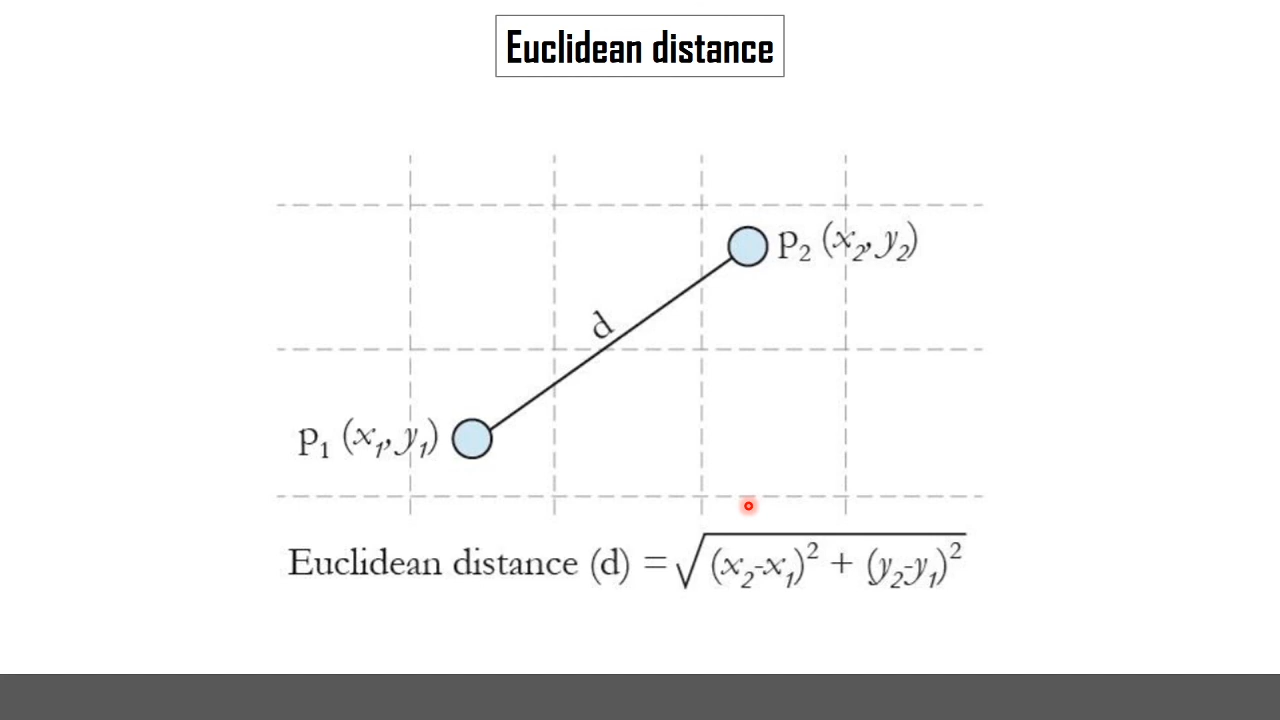 Euclidean distance
p₂ (x₂, y₂)
d
p₁ (x₁, y₁)
Euclidean distance (d) = √(x₂-x₁)² + (y₂-y₁)²